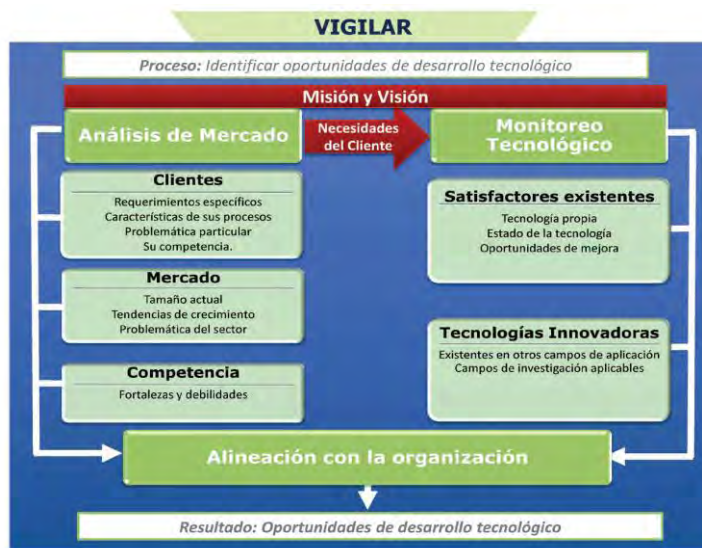 VIGILAR
Proceso: Identificar oportunidades de desarrollo tecnológico
Misión y Visión
Análisis de Mercado
Necesidades
del Cliente
Monitoreo
Tecnológico
Clientes
Requerimientos específicos
Características de sus procesos
Problemática particular
Su competencia.
Mercado
Tamaño actual
Tendencias de crecimiento
Problemática del sector
Competencia
Fortalezas y debilidades
Satisfactores existentes
Tecnología propia
Estado de la tecnología
Oportunidades de mejora
Tecnologías Innovadoras
Existentes en otros campos de aplicación
Campos de investigación aplicables
Alineación con la organización
Resultado: Oportunidades de desarrollo tecnológico